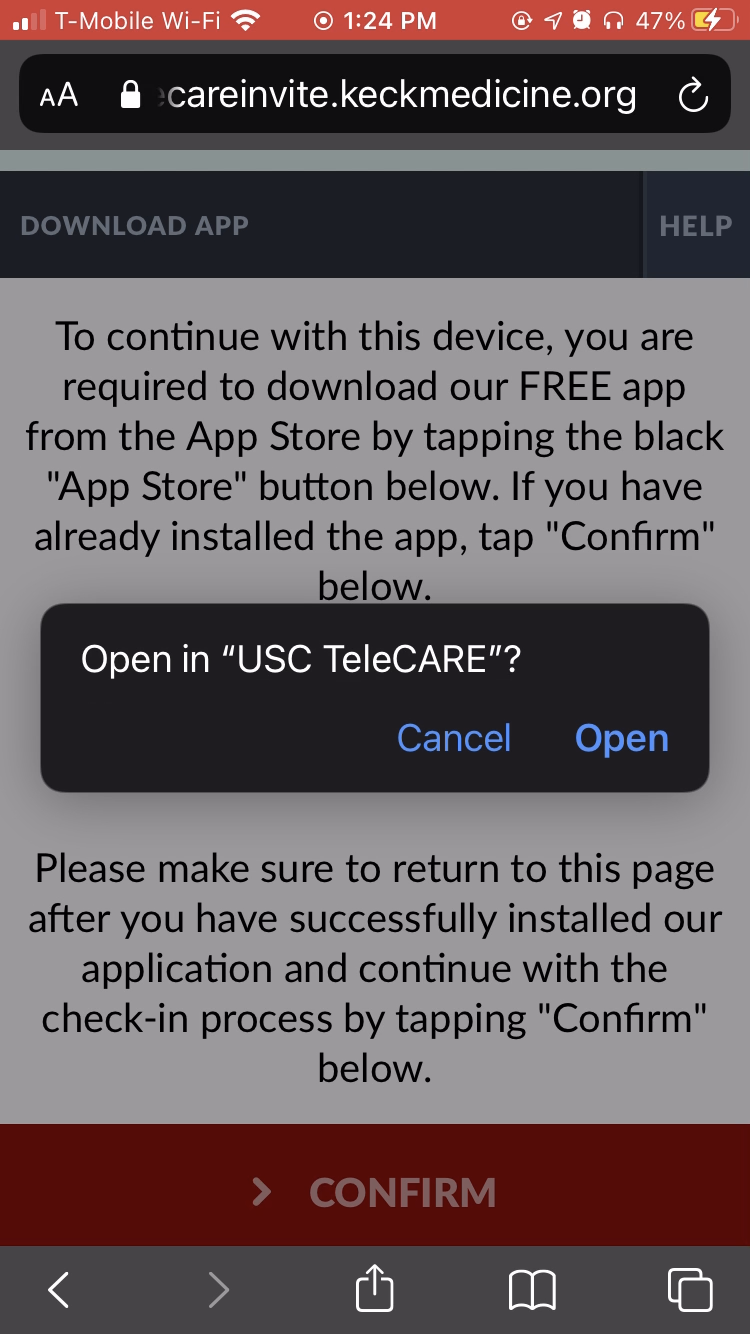 T-Mobile Wi-Fi 1:24 PM 47%
AA careinvite.keckmedicine.org
DOWNLOAD APP HELP
To continue with this device, you are
required to download our FREE app
from the App Store by tapping the black
"App Store" button below. If you have
already installed the app, tap "Confirm"
below.
Open in “USC TeleCARE”?
Cancel Open
Please make sure to return to this page
after you have successfully installed our
application and continue with the
check-in process by tapping "Confirm"
below.
CONFIRM